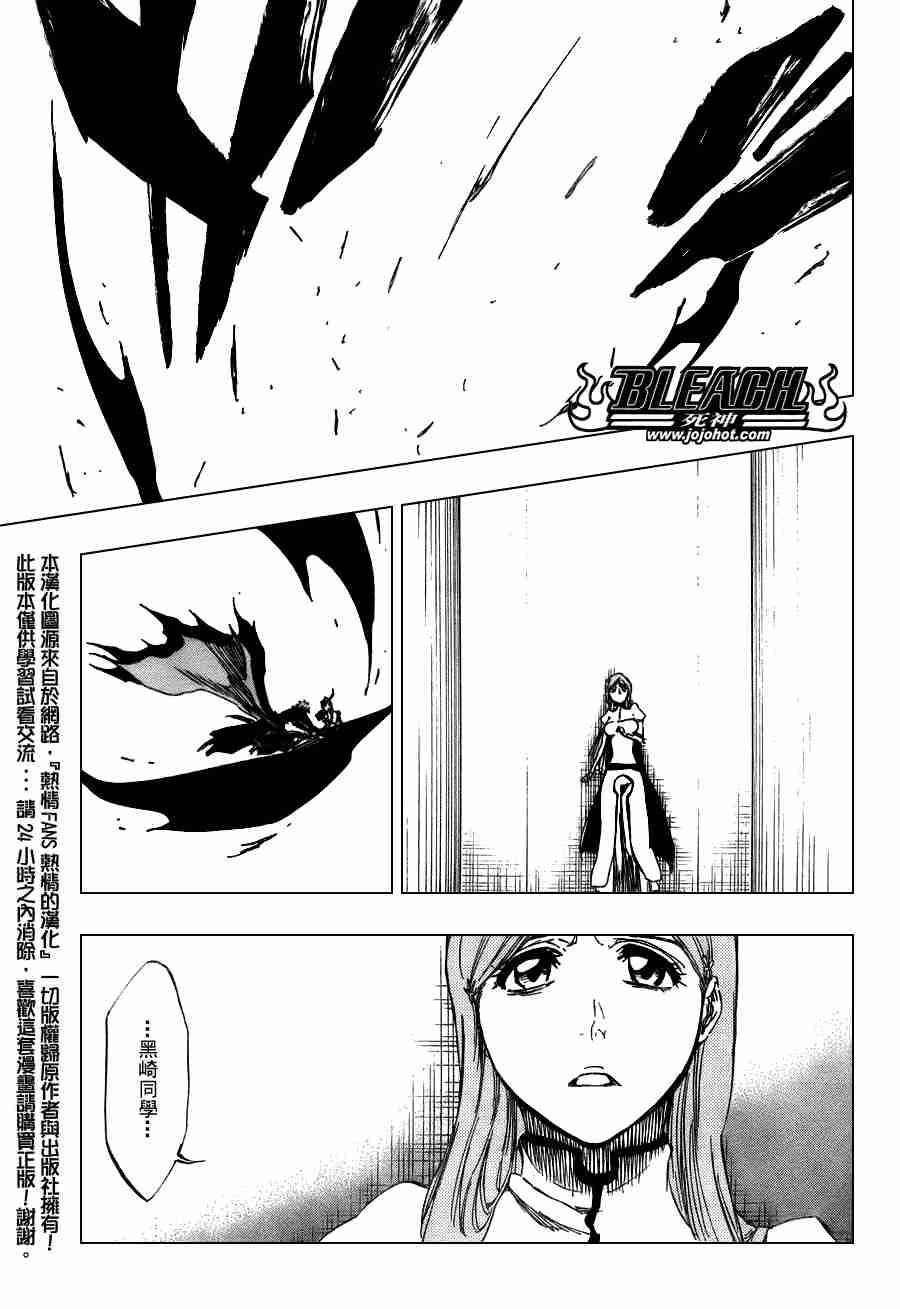 BLEACH
死神
www.jojohot.com
…黑崎同學…
本漢化圖源來自於網路，『熱情FANS熱情的漢化』一切版權歸原作者與出版社擁有！
此版本僅供學習試看交流… 請24小時之內消除，喜歡這套漫畫請購買正版！謝謝。